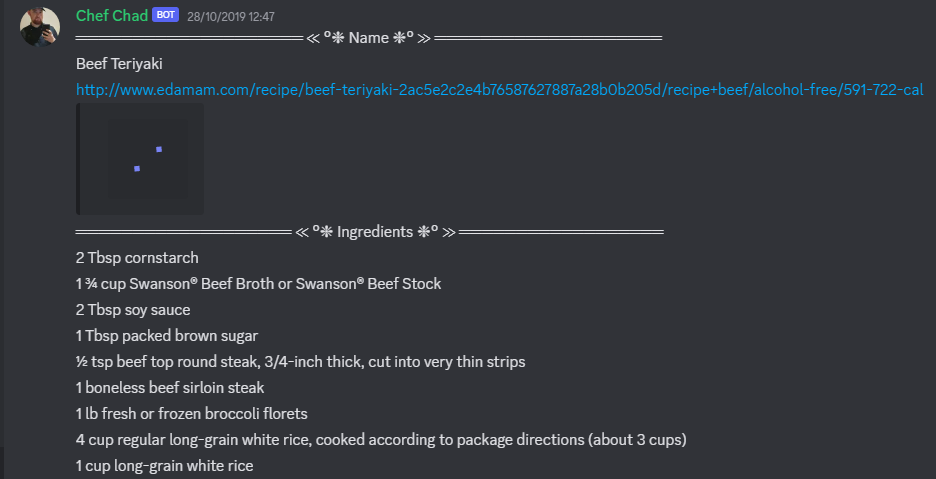 Chef Chad BOT 28/10/2019 12:47
══════════════════════ ≪ °❈ Name ❈° ≫ ══════════════════════
Beef Teriyaki
http://www.edamam.com/recipe/beef-teriyaki-2ac5e2c2e4b76587627887a28b0b205d/recipe+beef/alcohol-free/591-722-cal
═════════════════════ ≪ °❈ Ingredients ❈° ≫ ════════════════════
2 Tbsp cornstarch
1 ¾ cup Swanson® Beef Broth or Swanson® Beef Stock
2 Tbsp soy sauce
1 Tbsp packed brown sugar
½ tsp beef top round steak, 3/4-inch thick, cut into very thin strips
1 boneless beef sirloin steak
1 lb fresh or frozen broccoli florets
4 cup regular long-grain white rice, cooked according to package directions (about 3 cups)
1 cup long-grain white rice